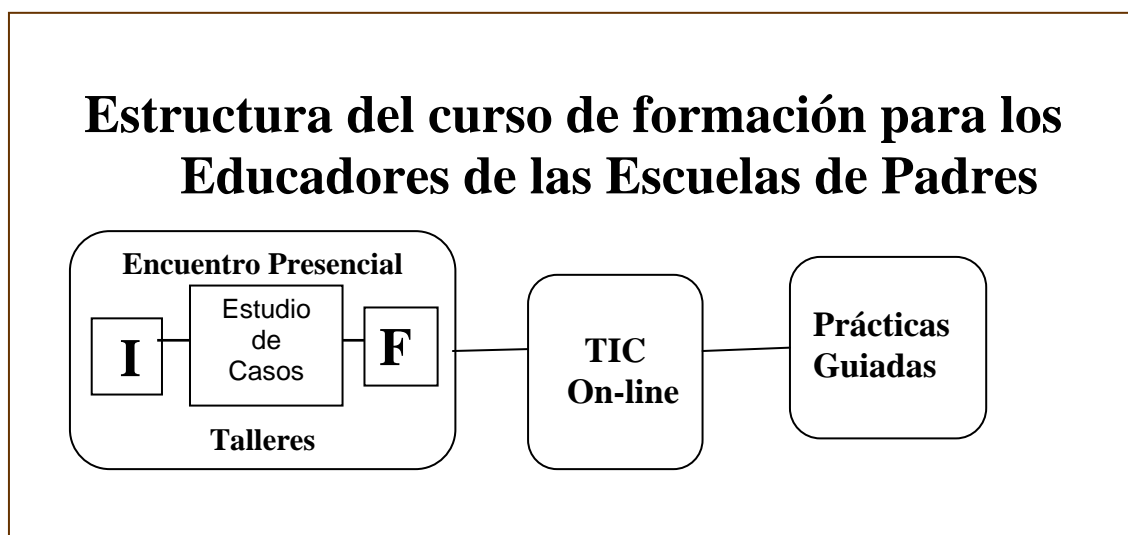 Estructura del curso de formación para los
Educadores de las Escuelas de Padres
Encuentro Presencial
I
Estudio
de
Casos
F
Talleres
TIC
On-line
Prácticas
Guiadas